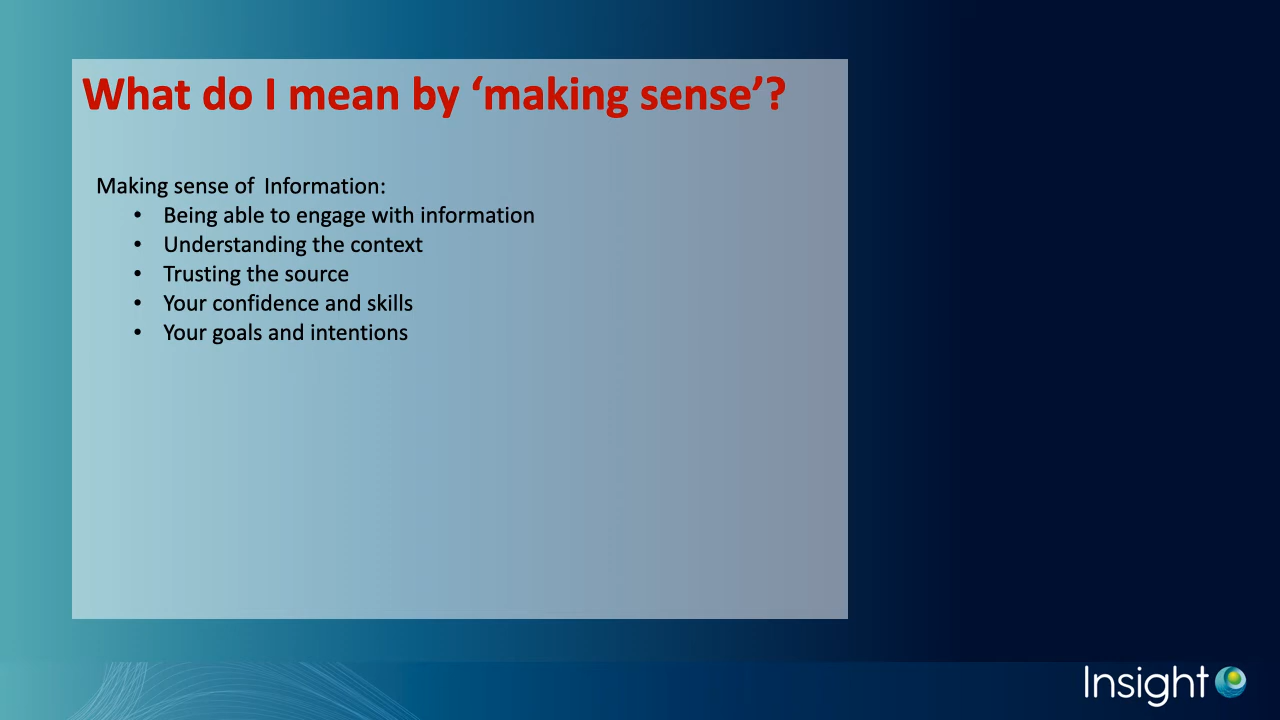 What do I mean by ‘making sense’?
Making sense of Information:
• Being able to engage with information
• Understanding the context
• Trusting the source
• Your confidence and skills
• Your goals and intentions
Insight